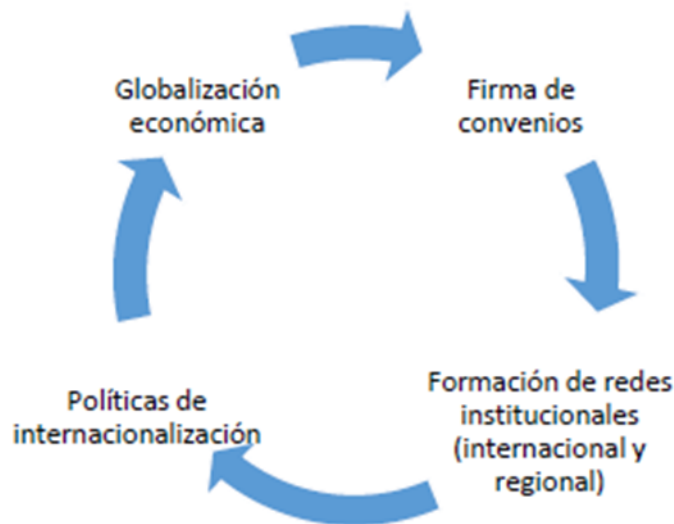 Globalización
económica
Firma de
convenios
Formación de redes
institucionales
(internacional y
regional)
Políticas de
internacionalización